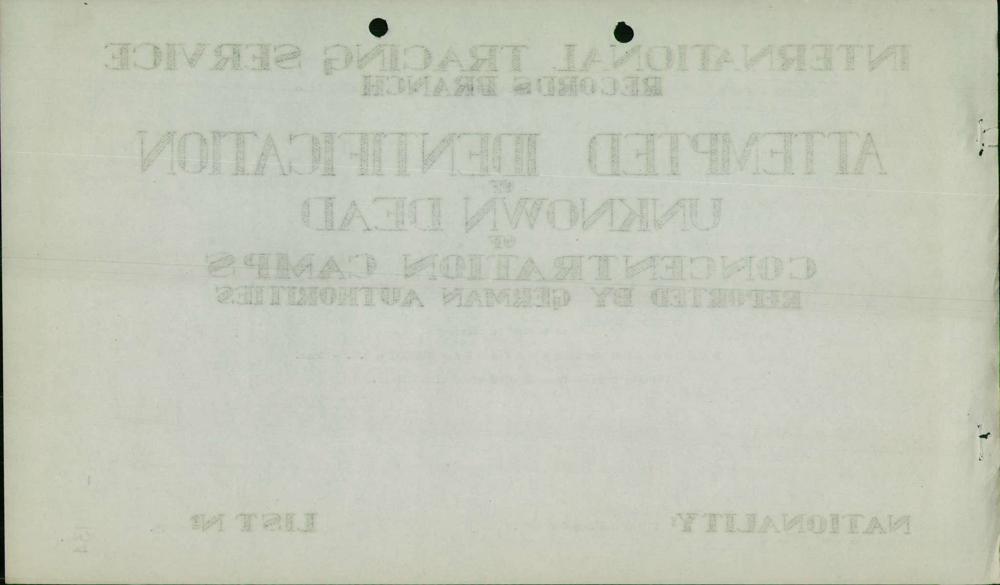 INTERNATIONAL TRACING SERVICE
RECORDS BRANCH
ATTEMPTED IDENTIFICATION
OF
UNKNOWN DEAD
OF
CONCENTRATION CAMPS
REPORTED BY GERMAN AUTHORITIES
NATIONALITY:
LIST Nº